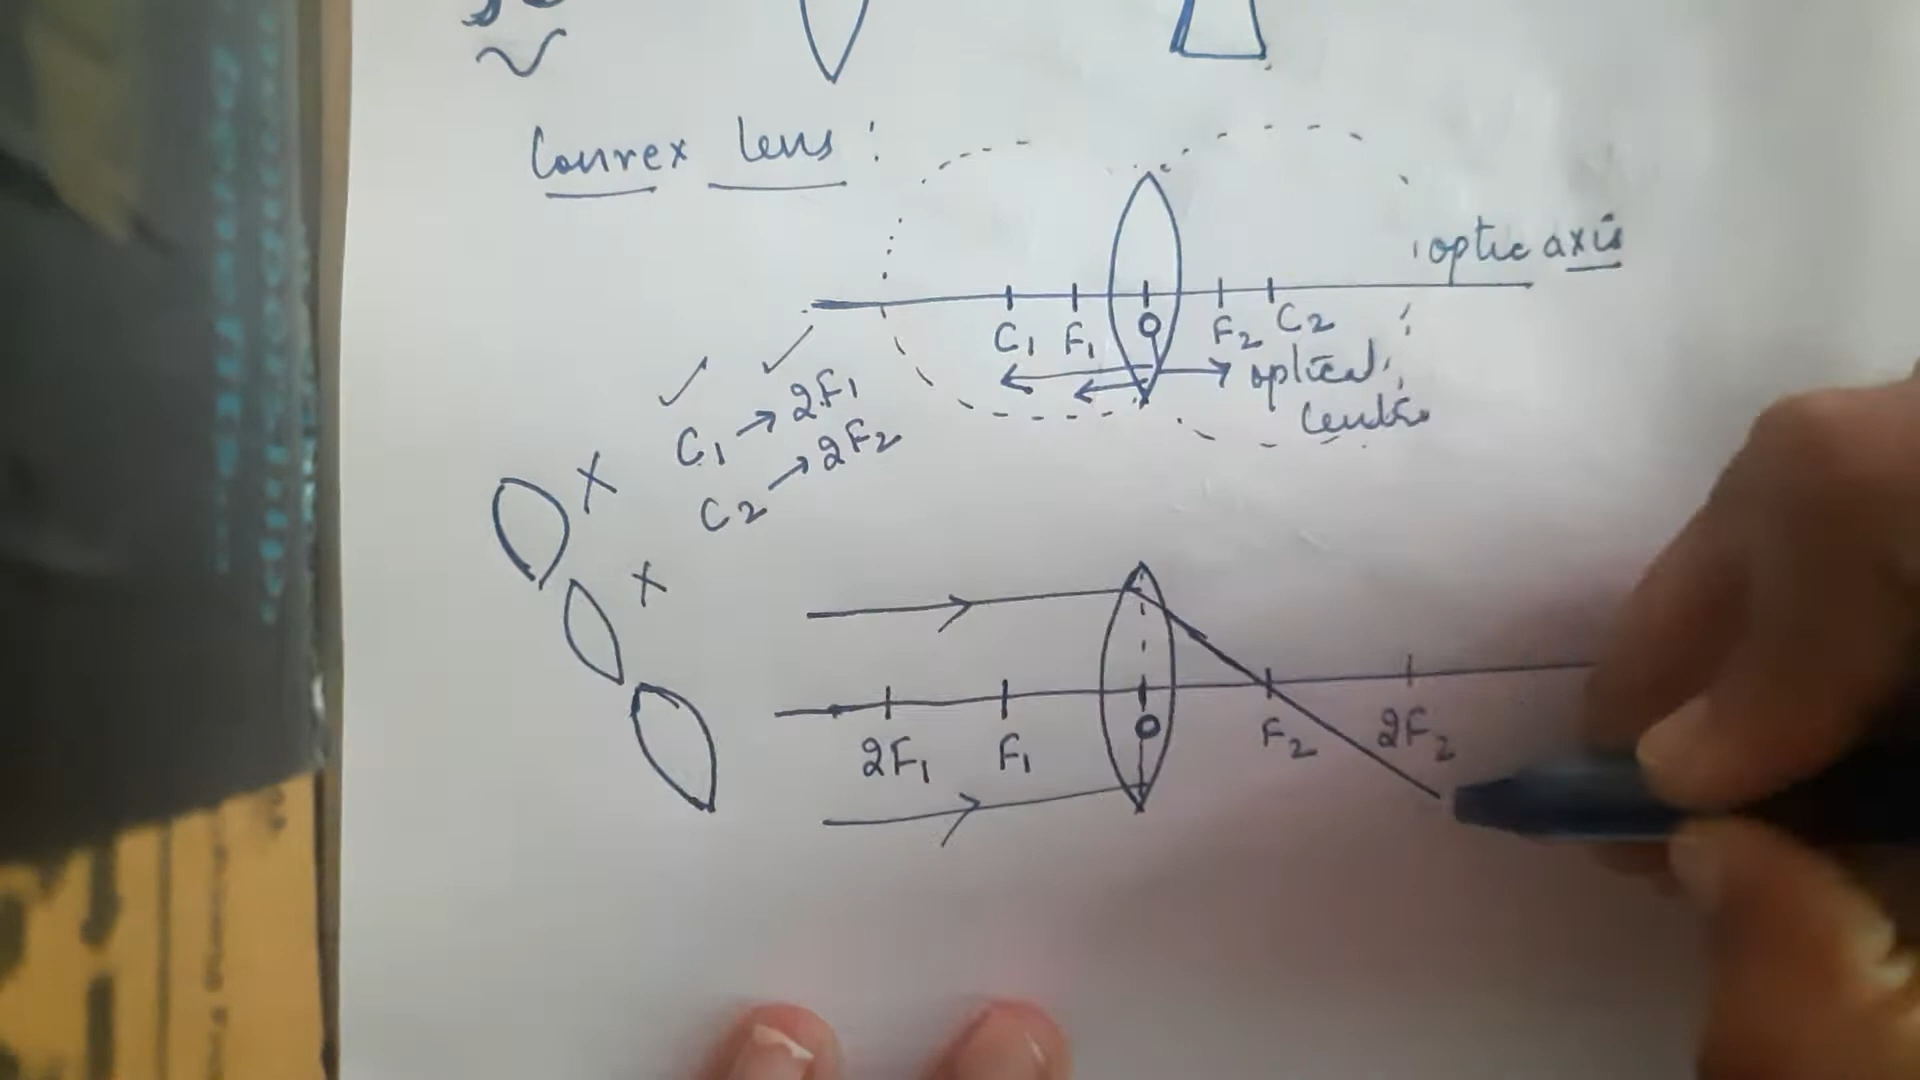 Convex lens :
optic axis
C₁ F₁ O F₂ C₂
optical
centre
C₁ → 2F₁
C₂ → 2F₂
X
X
2F₁ F₁ O F₂ 2F₂